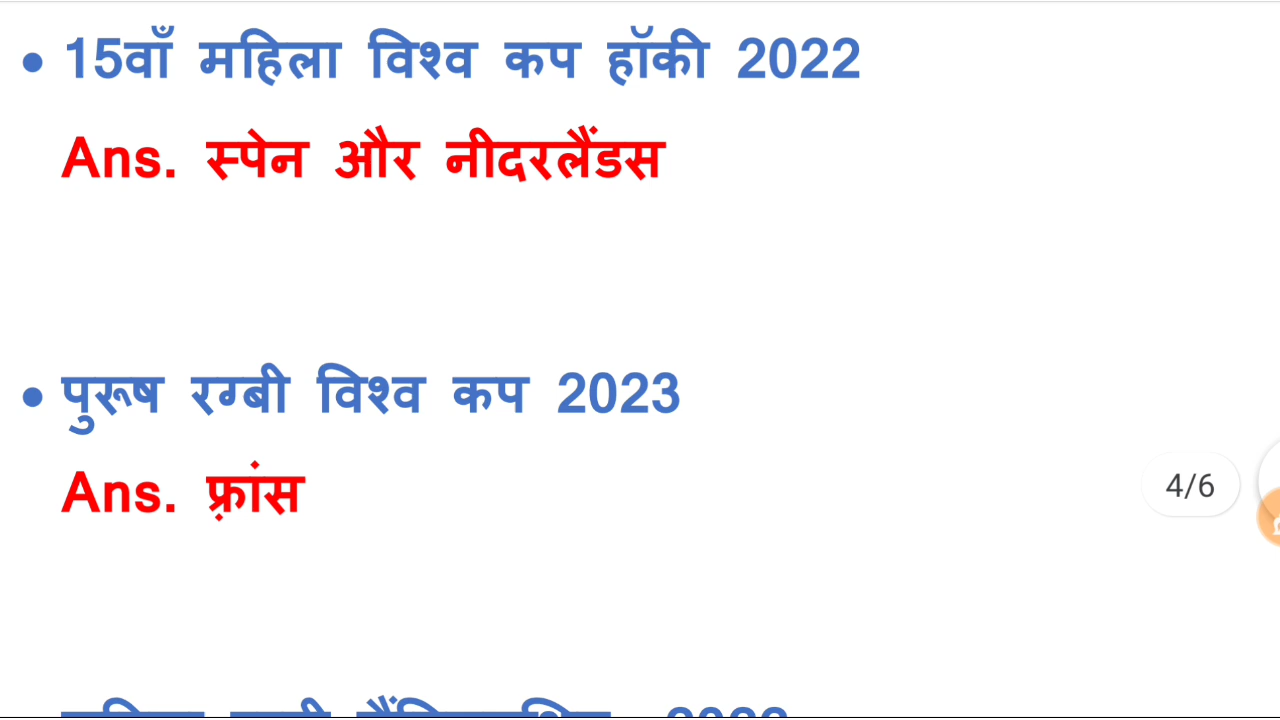 • 15वाँ महिला विश्व कप हॉकी 2022
Ans. स्पेन और नीदरलैंडस
• पुरूष रग्बी विश्व कप 2023
Ans. फ़्रांस
4/6